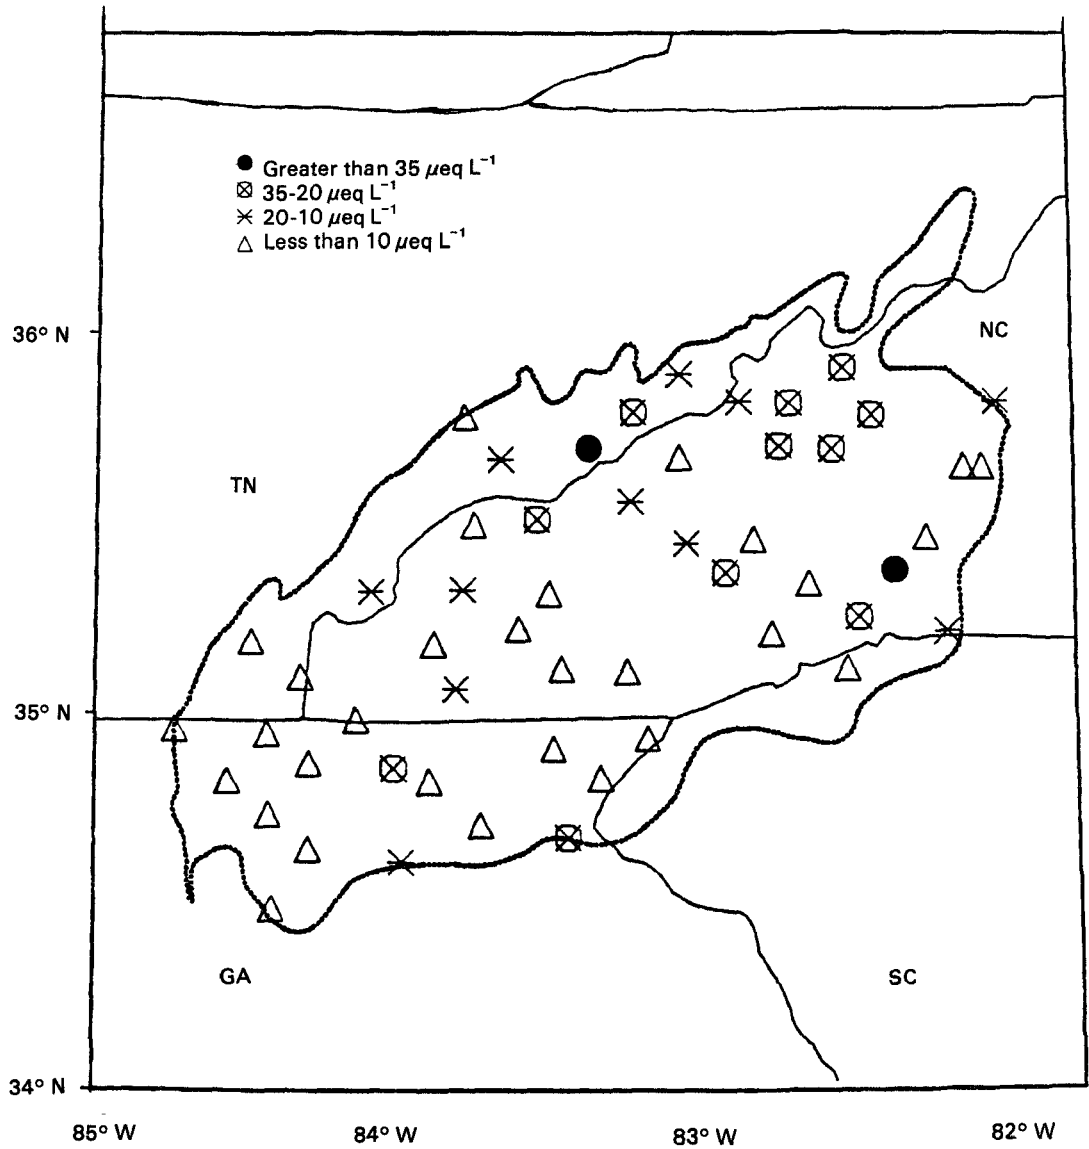 Greater than 35 µeq L⁻¹
35-20 µeq L⁻¹
20-10 µeq L⁻¹
Less than 10 µeq L⁻¹
36° N
NC
TN
35° N
GA
SC
34° N
85° W
84° W
83° W
82° W